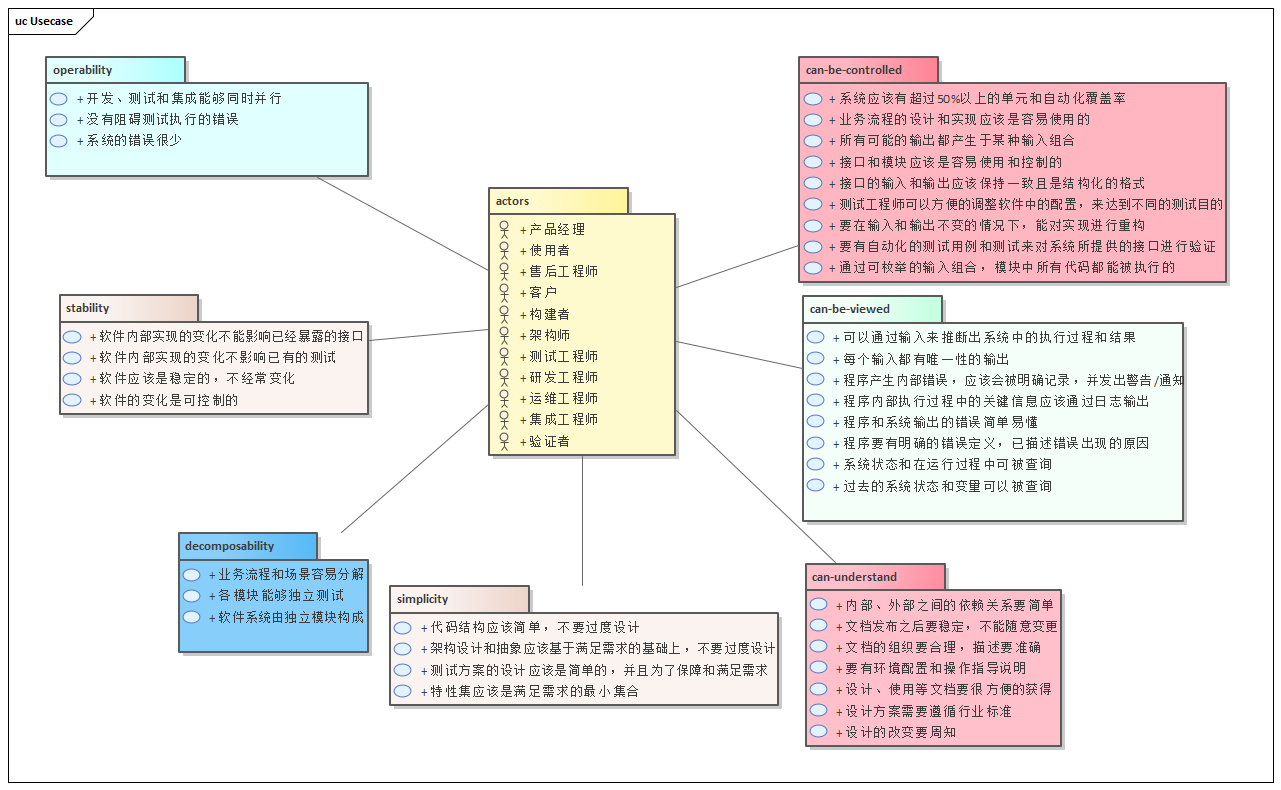 uc Usecase
operability
+ 开发、测试和集成能够同时并行
+ 没有阻碍测试执行的错误
+ 系统的错误很少
can-be-controlled
+ 系统应该有超过50%以上的单元和自动化覆盖率
+ 业务流程的设计和实现应该是容易使用的
+ 所有可能的输出都产生于某种输入组合
+ 接口和模块应该是容易使用和控制的
+ 接口的输入和输出应该保持一致且是结构化的格式
+ 测试工程师可以方便的调整软件中的配置，来达到不同的测试目的
+ 要在输入和输出不变的情况下，能对实现进行重构
+ 要有自动化的测试用例和测试来对系统所提供的接口进行验证
+ 通过可枚举的输入组合，模块中所有代码都能被执行的
actors
+ 产品经理
+ 使用者
+ 售后工程师
+ 客户
+ 构建者
+ 架构师
+ 测试工程师
+ 研发工程师
+ 运维工程师
+ 集成工程师
+ 验证者
stability
+ 软件内部实现的变化不能影响已经暴露的接口
+ 软件内部实现的变化不影响已有的测试
+ 软件应该是稳定的，不经常变化
+ 软件的变化是可控制的
can-be-viewed
+ 可以通过输入来推断出系统中的执行过程和结果
+ 每个输入都有唯一性的输出
+ 程序产生内部错误，应该会被明确记录，并发出警告/通知
+ 程序内部执行过程中的关键信息应该通过日志输出
+ 程序和系统输出的错误简单易懂
+ 程序要有明确的错误定义，已描述错误出现的原因
+ 系统状态和在运行过程中可被查询
+ 过去的系统状态和变量可以被查询
decomposability
+ 业务流程和场景容易分解
+ 各模块能够独立测试
+ 软件系统由独立模块构成
simplicity
+ 代码结构应该简单，不要过度设计
+ 架构设计和抽象应该基于满足需求的基础上，不要过度设计
+ 测试方案的设计应该是简单的，并且为了保障和满足需求
+ 特性集应该是满足需求的最小集合
can-understand
+ 内部、外部之间的依赖关系要简单
+ 文档发布之后要稳定，不能随意变更
+ 文档的组织要合理，描述要准确
+ 要有环境配置和操作指导说明
+ 设计、使用等文档要很方便的获得
+ 设计方案需要遵循行业标准
+ 设计的改变要周知